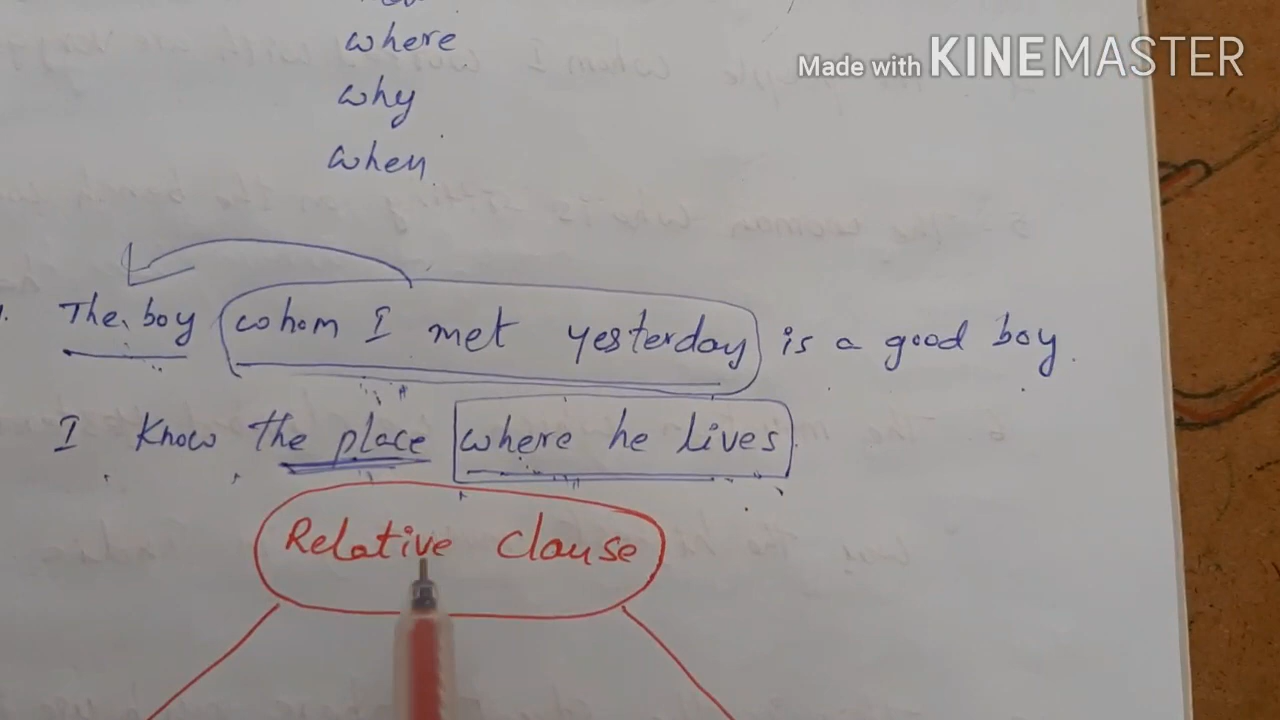 where
Made with KINEMASTER
why
when
The boy whom I met yesterday is a good boy.
I know the place where he lives.
Relative Clause